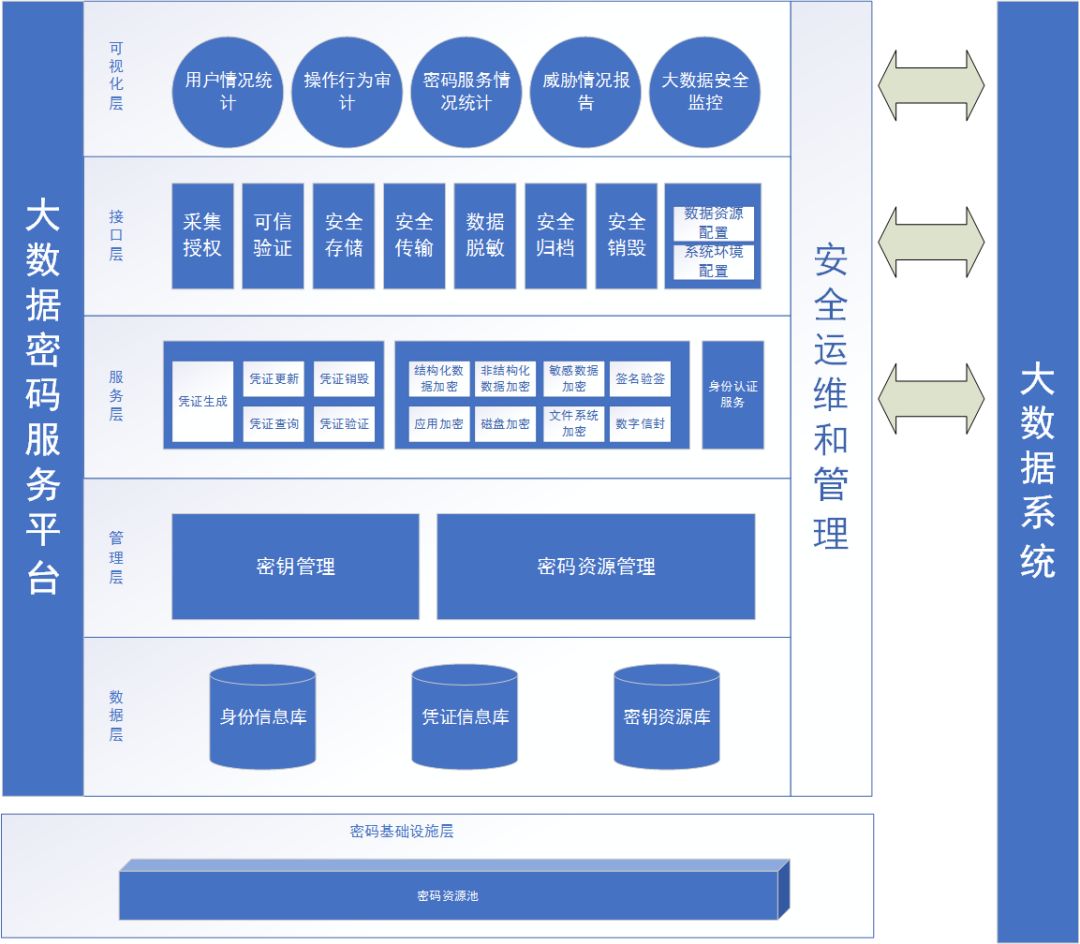 大数据密码服务平台
可视化层
用户情况统
计
操作行为审
计
密码服务情
况统计
威胁情况报
告
大数据安全
监控
接口层
采集
授权
可信
验证
安全
存储
安全
传输
数据
脱敏
安全
归档
安全
销毁
数据资源
配置
系统环境
配置
服务层
凭证生成
凭证更新
凭证销毁
凭证查询
凭证验证
结构化数
据加密
非结构化
数据加密
敏感数据
加密
签名验签
应用加密
磁盘加密
文件系统
加密
数字信封
身份认证
服务
管理层
密钥管理
密码资源管理
数据层
身份信息库
凭证信息库
密钥资源库
安全运维和管理
大数据系统
密码基础设施层
密码资源池